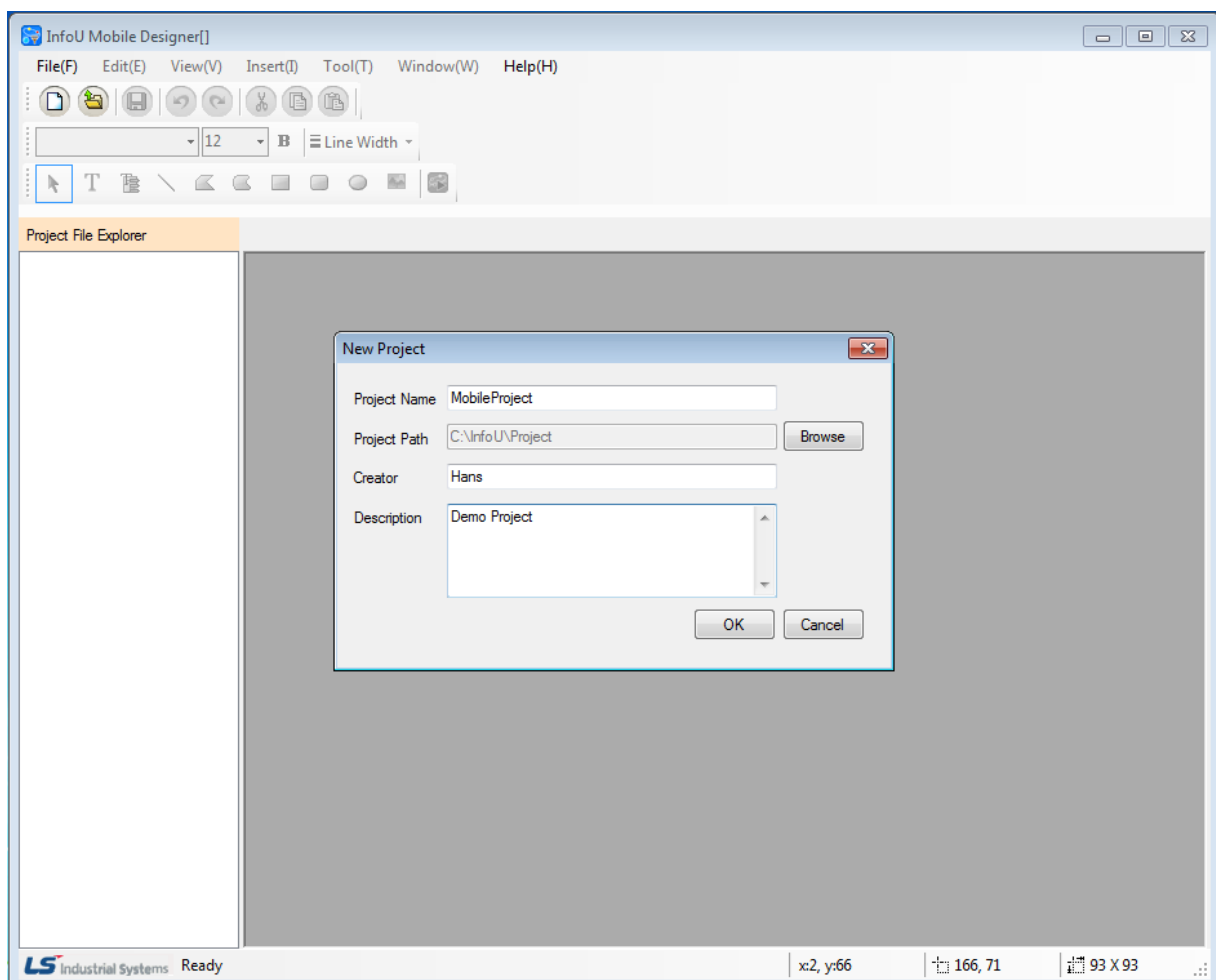 InfoU Mobile Designer[]
File(F) Edit(E) View(V) Insert(I) Tool(T) Window(W) Help(H)
12 B Line Width
T
Project File Explorer
New Project
Project Name MobileProject
Project Path C:\InfoU\Project Browse
Creator Hans
Description Demo Project
OK Cancel
LS Industrial Systems Ready x:2, y:66 166, 71 93 X 93